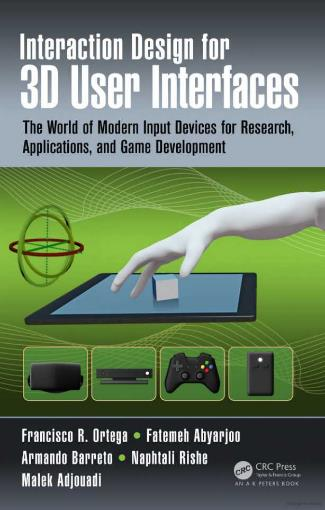 Interaction Design for
3D User Interfaces
The World of Modern Input Devices for Research,
Applications, and Game Development
Francisco R. Ortega • Fatemeh Abyarjoo
Armando Barreto • Naphtali Rishe
Malek Adjouadi
CRC
CRC Press
Taylor & Francis Group
AN A K PETERS BOOK